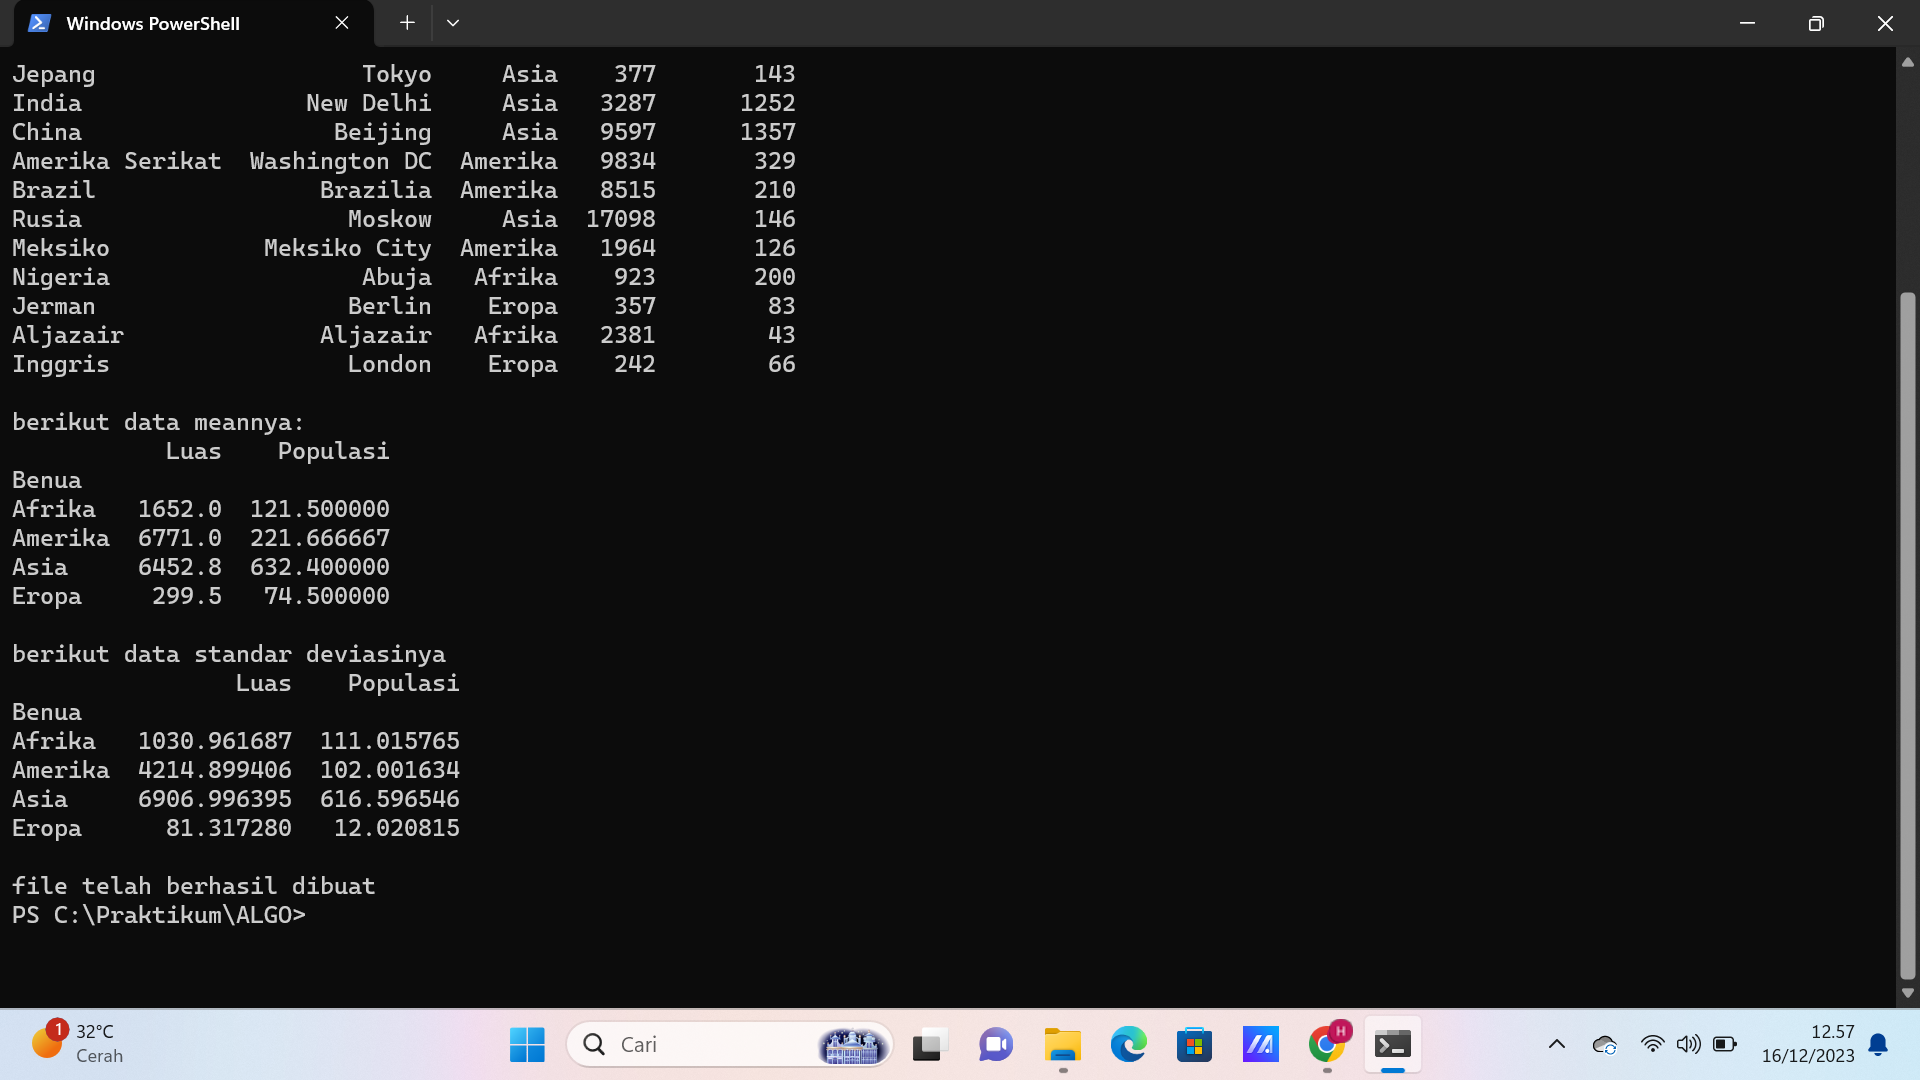 Windows PowerShell
Jepang Tokyo Asia 377 143
India New Delhi Asia 3287 1252
China Beijing Asia 9597 1357
Amerika Serikat Washington DC Amerika 9834 329
Brazil Brazilia Amerika 8515 210
Rusia Moskow Asia 17098 146
Meksiko Meksiko City Amerika 1964 126
Nigeria Abuja Afrika 923 200
Jerman Berlin Eropa 357 83
Aljazair Aljazair Afrika 2381 43
Inggris London Eropa 242 66
berikut data meannya:
Luas Populasi
Benua
Afrika 1652.0 121.500000
Amerika 6771.0 221.666667
Asia 6452.8 632.400000
Eropa 299.5 74.500000
berikut data standar deviasinya
Luas Populasi
Benua
Afrika 1030.961687 111.015765
Amerika 4214.899406 102.001634
Asia 6906.996395 616.596546
Eropa 81.317280 12.020815
file telah berhasil dibuat
PS C:\Praktikum\ALGO>
1 32°C
Cerah
Cari
H
12.57
16/12/2023